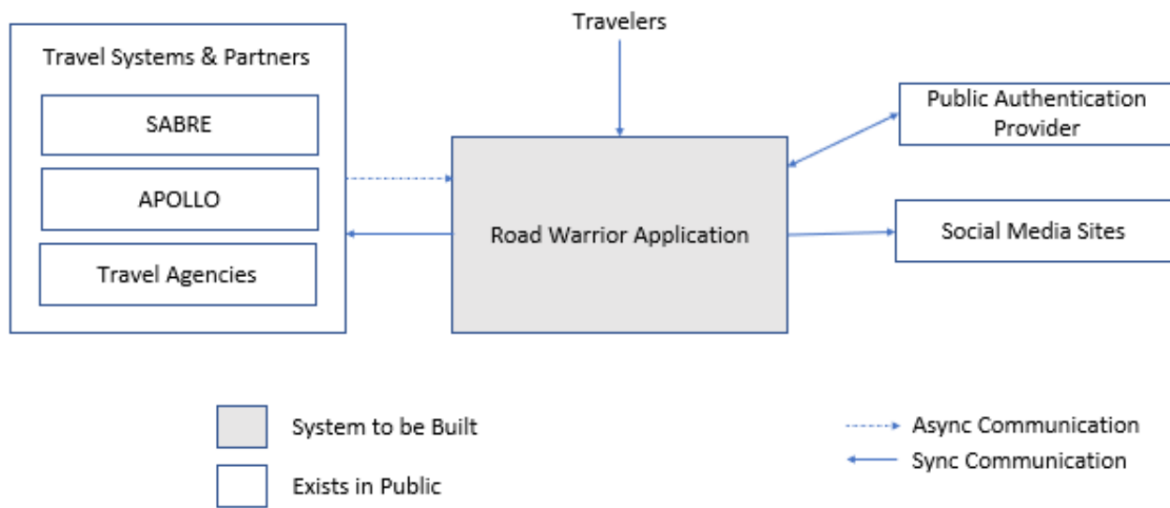 Travelers
Travel Systems & Partners
SABRE
APOLLO
Travel Agencies
Road Warrior Application
Public Authentication
Provider
Social Media Sites
System to be Built
Exists in Public
Async Communication
Sync Communication